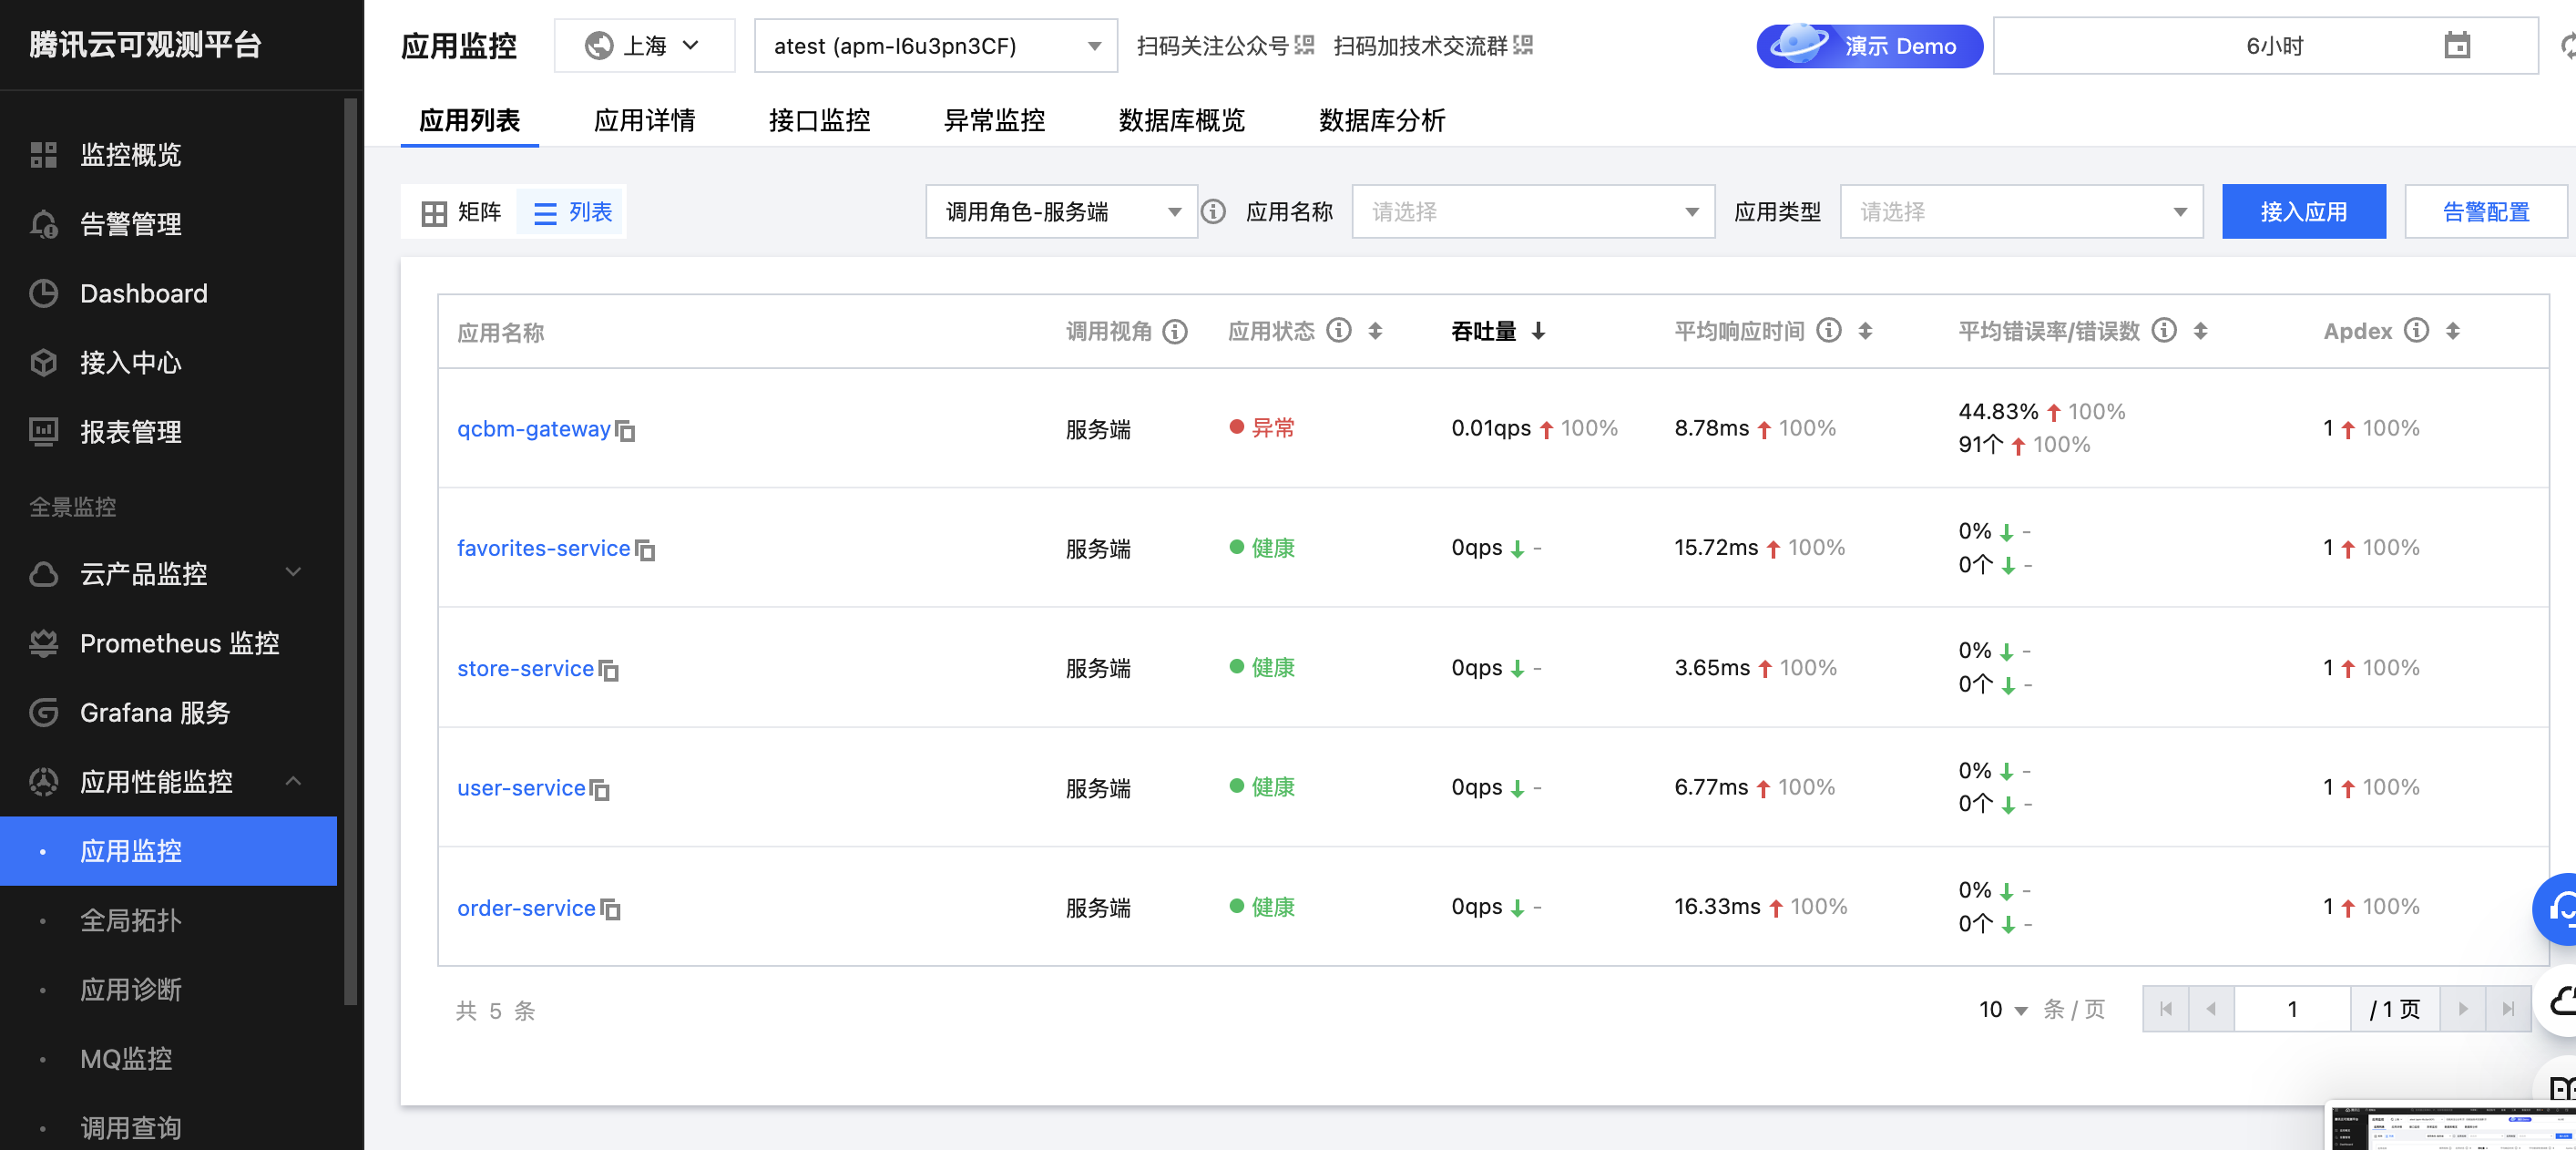 腾讯云可观测平台
监控概览
告警管理
Dashboard
接入中心
报表管理
全景监控
云产品监控
Prometheus 监控
Grafana 服务
应用性能监控
应用监控
全局拓扑
应用诊断
MQ监控
调用查询
应用监控 上海 atest (apm-I6u3pn3CF) 扫码关注公众号 扫码加技术交流群 演示 Demo 6小时
应用列表 应用详情 接口监控 异常监控 数据库概览 数据库分析
矩阵 列表 调用角色-服务端 应用名称 请选择 应用类型 请选择 接入应用 告警配置
应用名称 调用视角 应用状态 吞吐量 平均响应时间 平均错误率/错误数 Apdex
qcbm-gateway 服务端 异常 0.01qps 100% 8.78ms 100% 44.83% 100% 1 100%
91个 100%
favorites-service 服务端 健康 0qps - 15.72ms 100% 0% - 1 100%
0个 -
store-service 服务端 健康 0qps - 3.65ms 100% 0% - 1 100%
0个 -
user-service 服务端 健康 0qps - 6.77ms 100% 0% - 1 100%
0个 -
order-service 服务端 健康 0qps - 16.33ms 100% 0% - 1 100%
0个 -
共 5 条 10 条 / 页 1 / 1 页